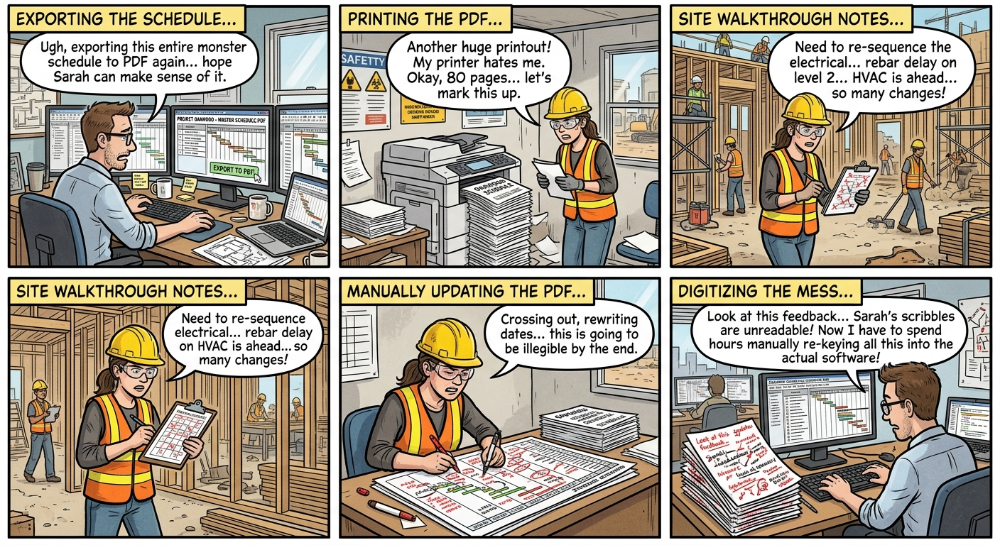 EXPORTING THE SCHEDULE...
Ugh, exporting this entire monster
schedule to PDF again... hope
Sarah can make sense of it.
MASTER
PDF
EXPORT TO
PRINTING THE PDF...
Another huge printout!
My printer hates me.
Okay, 80 pages... let's
mark this up.
SAFETY
SITE WALKTHROUGH NOTES...
Need to re-sequence the
electrical... rebar delay on
level 2... HVAC is ahead...
so many changes!
SITE WALKTHROUGH NOTES...
Need to re-sequence
electrical... rebar delay
on HVAC is ahead... so
many changes!
MANUALLY UPDATING THE PDF...
Crossing out, rewriting
dates... this is going to
be illegible by the end.
DIGITIZING THE MESS...
Look at this feedback... Sarah's scribbles
are unreadable! Now I have to spend
hours manually re-keying all this into the
actual software!
Look at this
feedback...